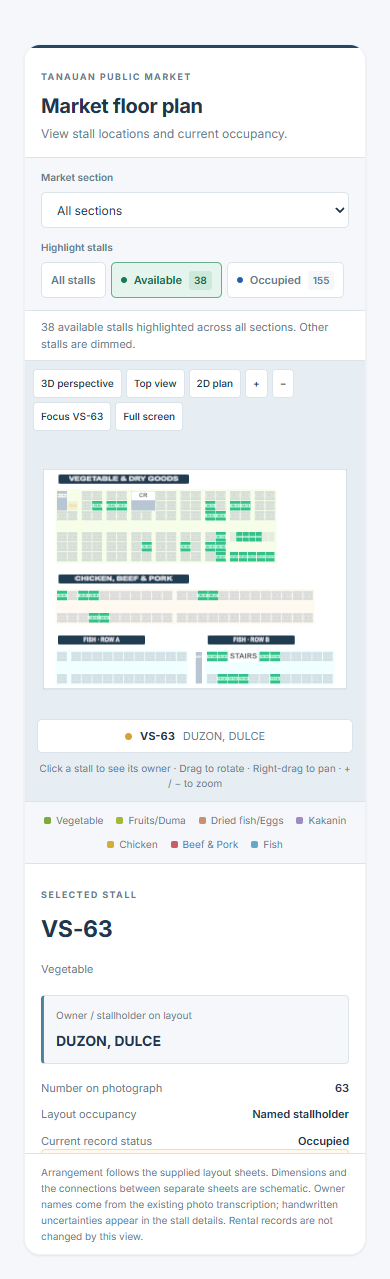 TANAUAN PUBLIC MARKET
Market floor plan
View stall locations and current occupancy.
Market section
All sections
Highlight stalls
All stalls
Available 38
Occupied 155
38 available stalls highlighted across all sections. Other
stalls are dimmed.
3D perspective
Top view
2D plan
+
−
Focus VS-63
Full screen
VEGETABLE & DRY GOODS
CR
CHICKEN, BEEF & PORK
FISH · ROW A
FISH · ROW B
STAIRS
VS-63 DUZON, DULCE
Click a stall to see its owner · Drag to rotate · Right-drag to pan · +
/ − to zoom
Vegetable
Fruits/Duma
Dried fish/Eggs
Kakanin
Chicken
Beef & Pork
Fish
SELECTED STALL
VS-63
Vegetable
Owner / stallholder on layout
DUZON, DULCE
Number on photograph 63
Layout occupancy Named stallholder
Current record status Occupied
Arrangement follows the supplied layout sheets. Dimensions and
the connections between separate sheets are schematic. Owner
names come from the existing photo transcription; handwritten
uncertainties appear in the stall details. Rental records are not
changed by this view.